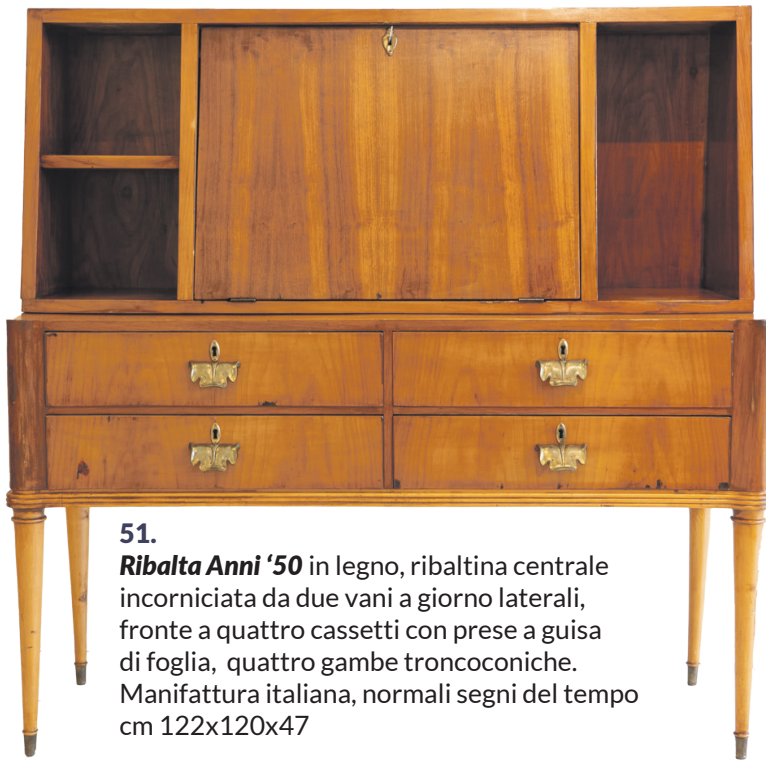 51.
Ribalta Anni ‘50 in legno, ribaltina centrale
incorniciata da due vani a giorno laterali,
fronte a quattro cassetti con prese a guisa
di foglia, quattro gambe troncoconiche.
Manifattura italiana, normali segni del tempo
cm 122x120x47